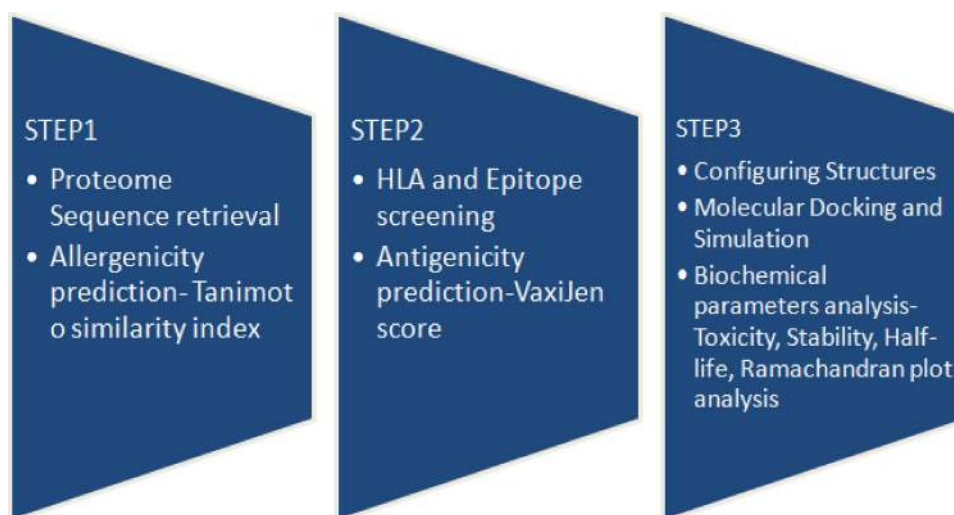 STEP1
• Proteome
Sequence retrieval
• Allergenicity
prediction- Tanimot
o similarity index
STEP2
• HLA and Epitope
screening
• Antigenicity
prediction-VaxiJen
score
STEP3
• Configuring Structures
• Molecular Docking and
Simulation
• Biochemical
parameters analysis-
Toxicity, Stability, Half-
life, Ramachandran plot
analysis